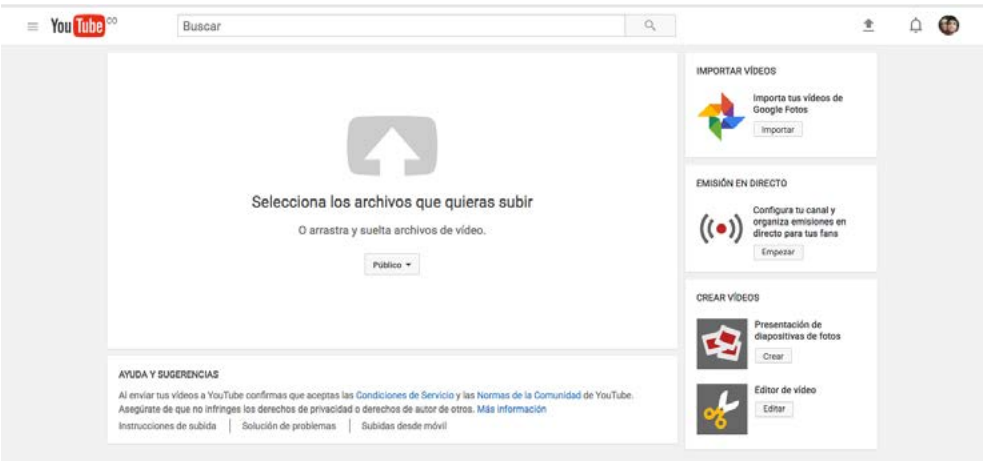 YouTube CO
Buscar
Selecciona los archivos que quieras subir
O arrastra y suelta archivos de vídeo.
Público
AYUDA Y SUGERENCIAS
Al enviar tus vídeos a YouTube confirmas que aceptas las Condiciones de Servicio y las Normas de la Comunidad de YouTube.
Asegúrate de que no infringes los derechos de privacidad o derechos de autor de otros. Más información
Instrucciones de subida
Solución de problemas
Subidas desde móvil
IMPORTAR VÍDEOS
Importa tus vídeos de
Google Fotos
Importar
EMISIÓN EN DIRECTO
Configura tu canal y
organiza emisiones en
directo para tus fans
Empezar
CREAR VÍDEOS
Presentación de
diapositivas de fotos
Crear
Editor de vídeo
Editar